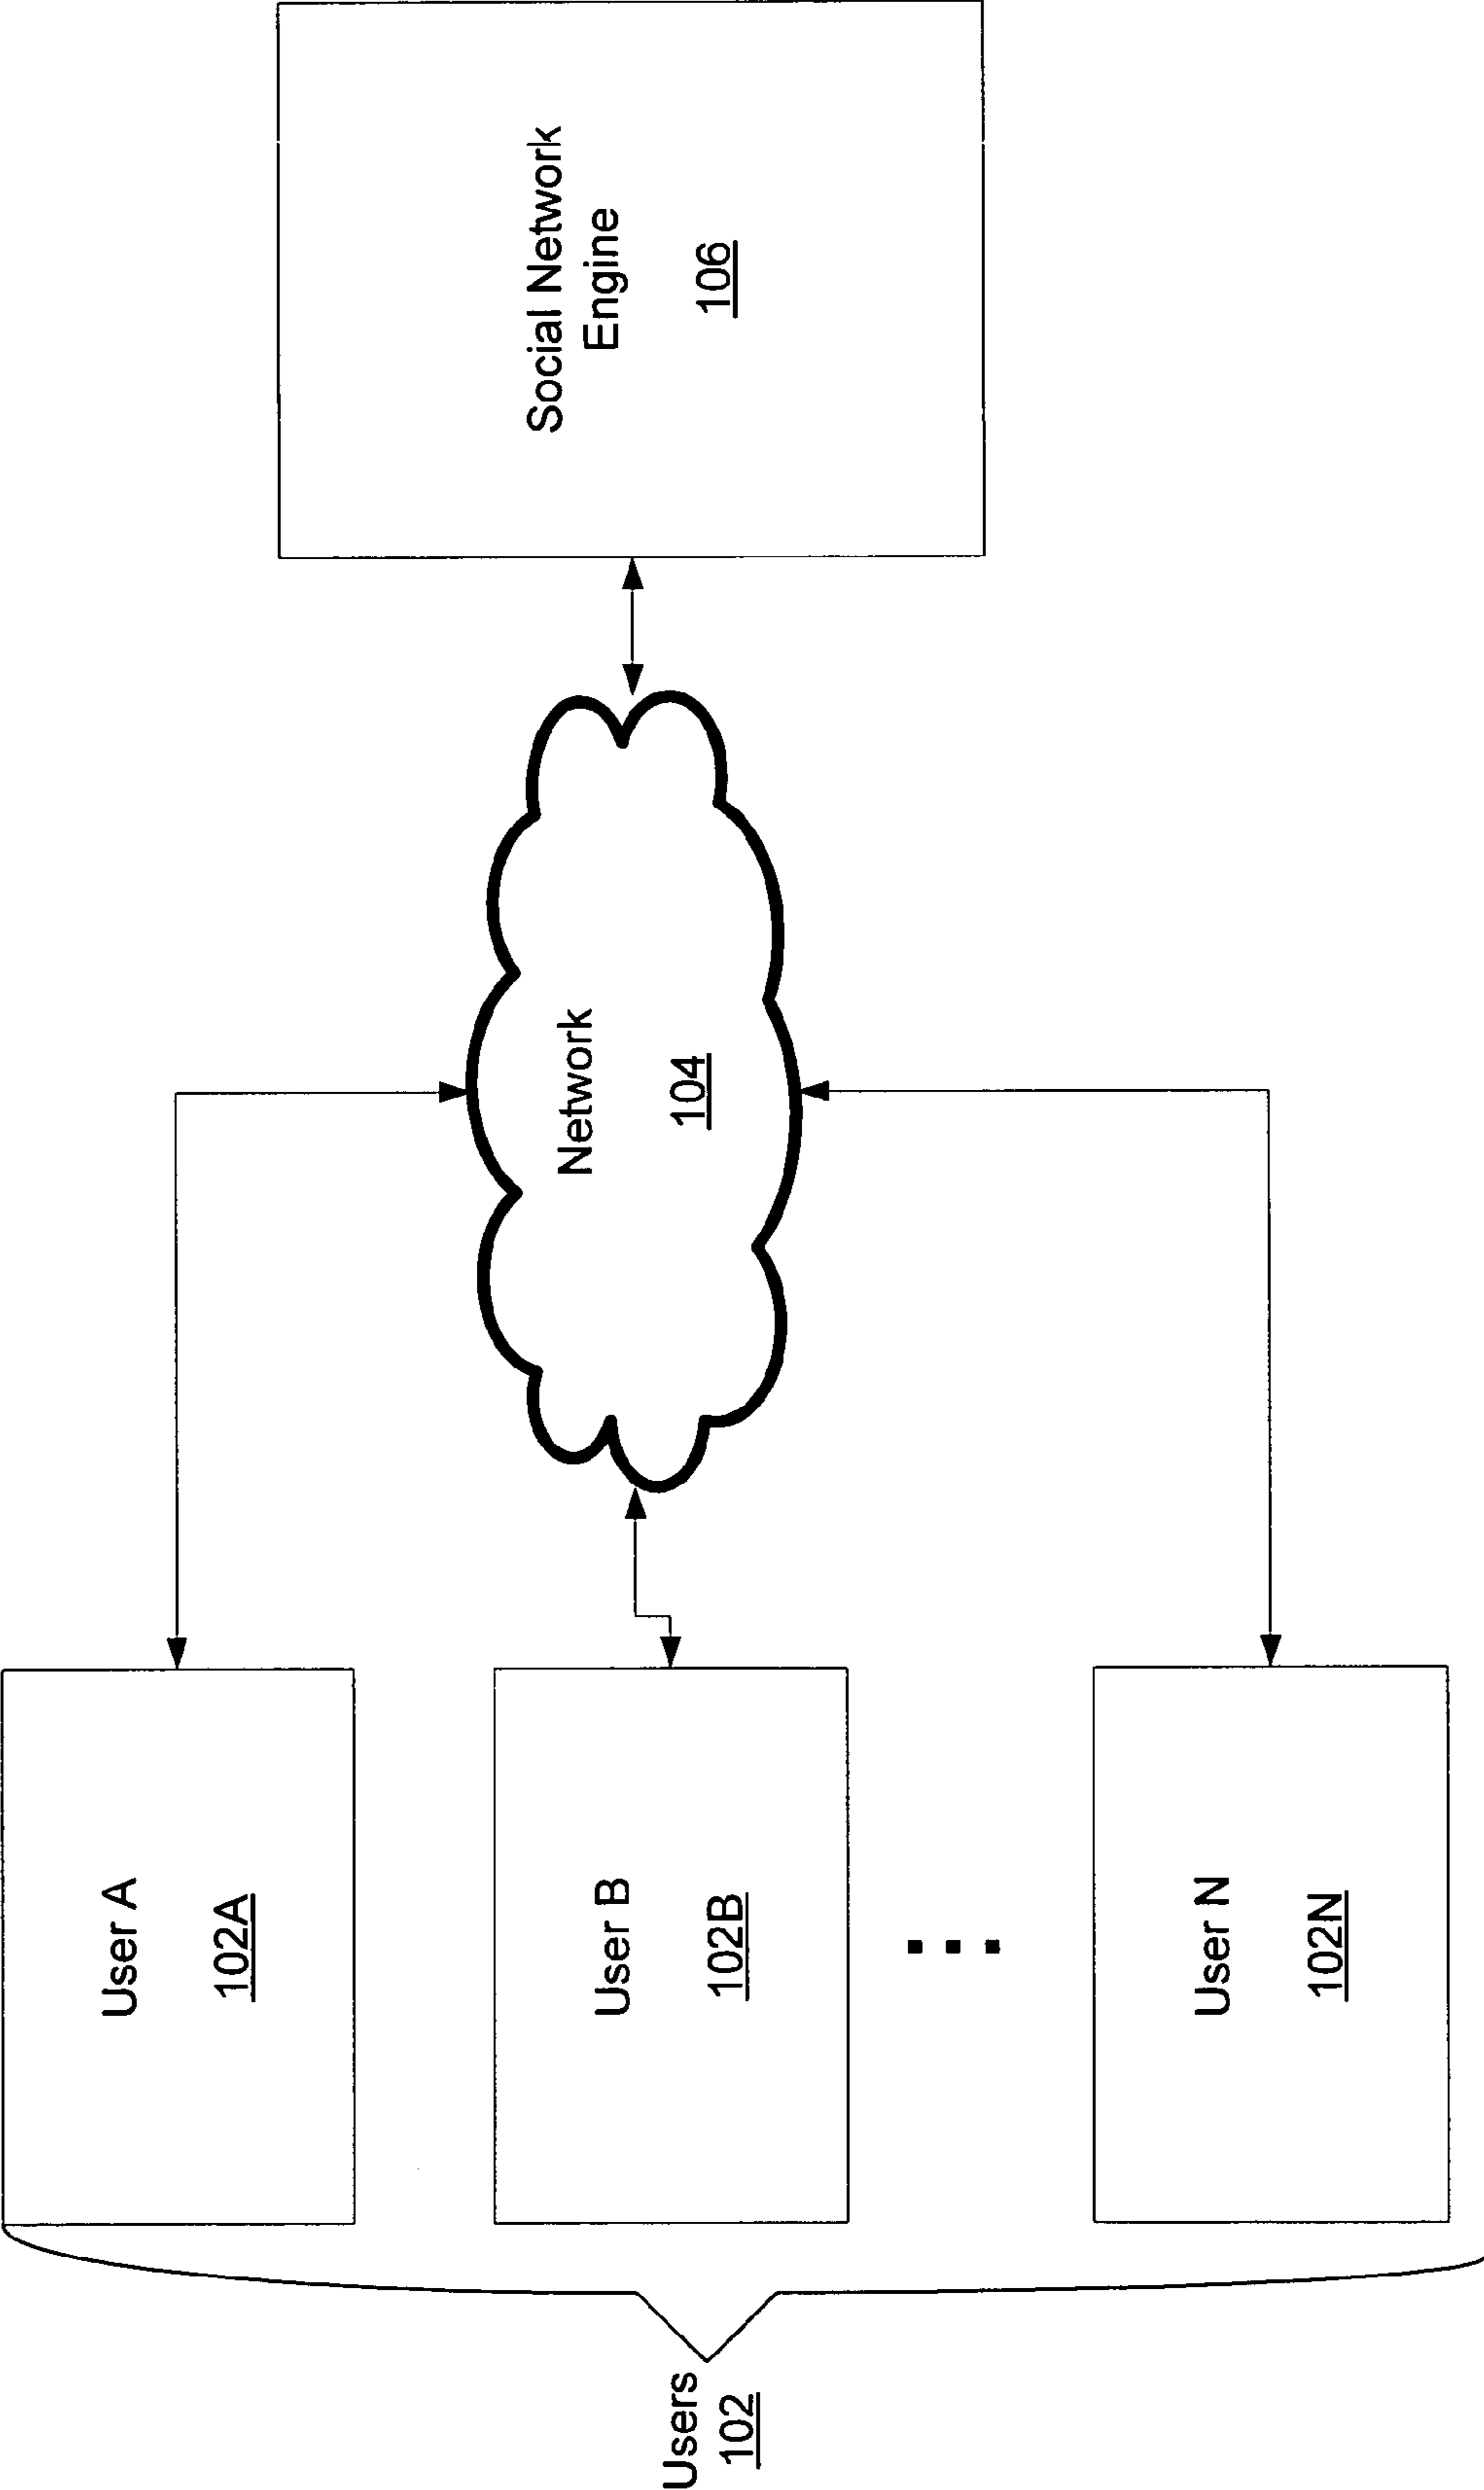 Users
102
User A
102A
User B
102B
User N
102N
Network
104
Social Network
Engine
106